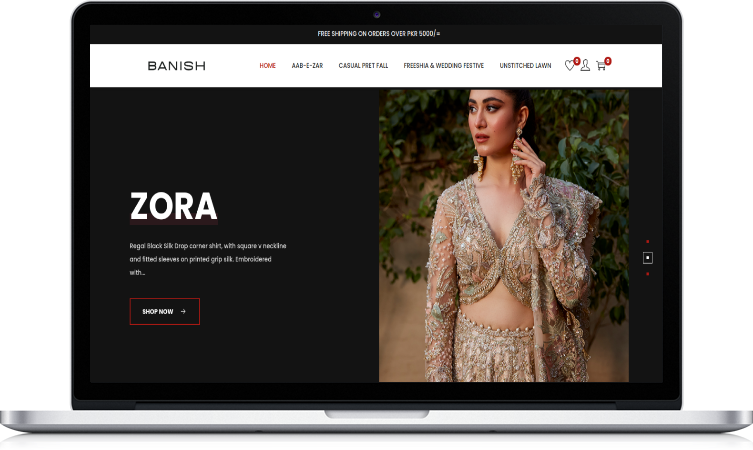 FREE SHIPPING ON ORDERS OVER PKR 5000/=
BANISH
HOME
AAB-E-ZAR
CASUAL PRET FALL
FREESHIA & WEDDING FESTIVE
UNSTITCHED LAWN
0
0
ZORA
Regal Black Silk Drop corner shirt, with square v neckline
and fitted sleeves on printed grip silk. Embroidered
with...
SHOP NOW →